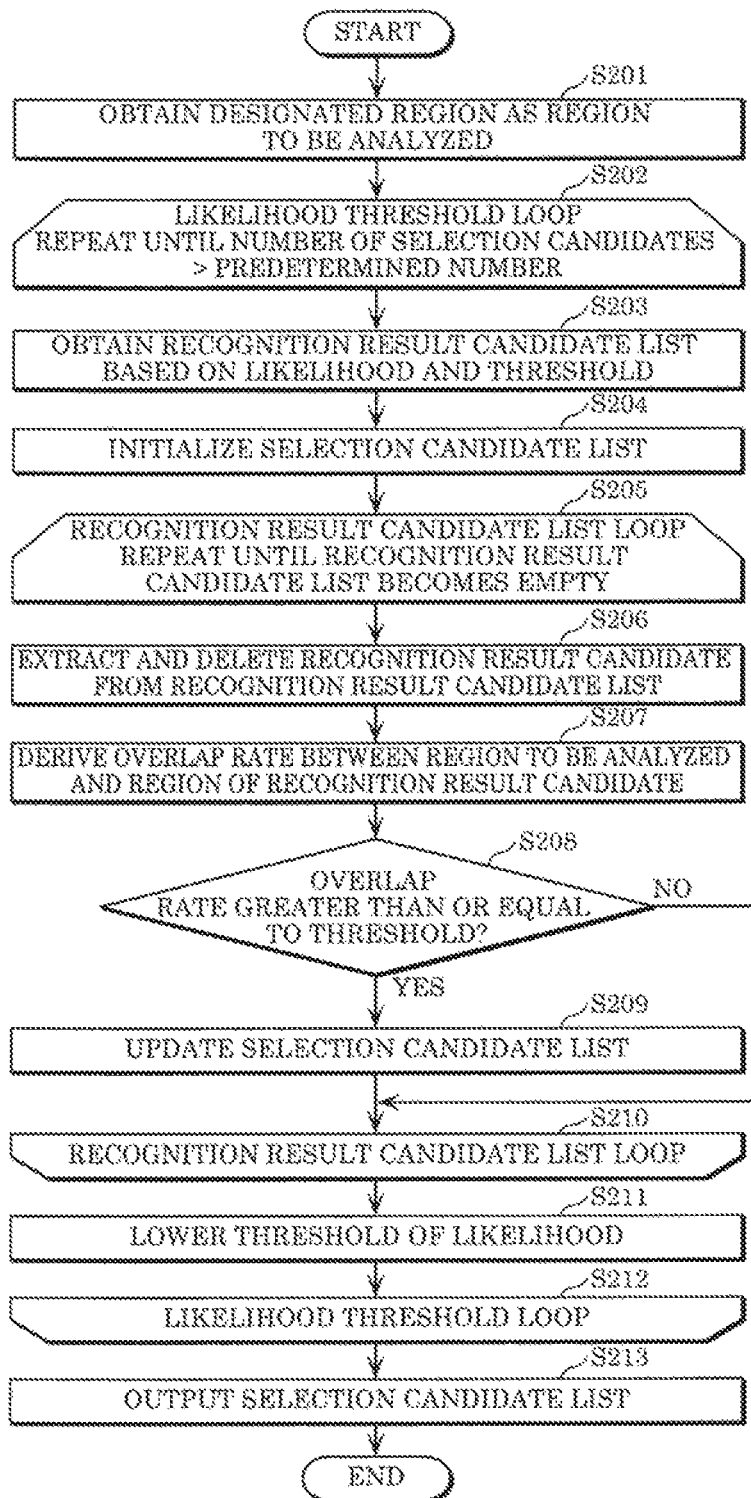 START
S201
OBTAIN DESIGNATED REGION AS REGION
TO BE ANALYZED
S202
LIKELIHOOD THRESHOLD LOOP
REPEAT UNTIL NUMBER OF SELECTION CANDIDATES
> PREDETERMINED NUMBER
S203
OBTAIN RECOGNITION RESULT CANDIDATE LIST
BASED ON LIKELIHOOD AND THRESHOLD
S204
INITIALIZE SELECTION CANDIDATE LIST
S205
RECOGNITION RESULT CANDIDATE LIST LOOP
REPEAT UNTIL RECOGNITION RESULT
CANDIDATE LIST BECOMES EMPTY
S206
EXTRACT AND DELETE RECOGNITION RESULT CANDIDATE
FROM RECOGNITION RESULT CANDIDATE LIST
S207
DERIVE OVERLAP RATE BETWEEN REGION TO BE ANALYZED
AND REGION OF RECOGNITION RESULT CANDIDATE
S208
OVERLAP
RATE GREATER THAN OR EQUAL
TO THRESHOLD?
NO
YES
S209
UPDATE SELECTION CANDIDATE LIST
S210
RECOGNITION RESULT CANDIDATE LIST LOOP
S211
LOWER THRESHOLD OF LIKELIHOOD
S212
LIKELIHOOD THRESHOLD LOOP
S213
OUTPUT SELECTION CANDIDATE LIST
END